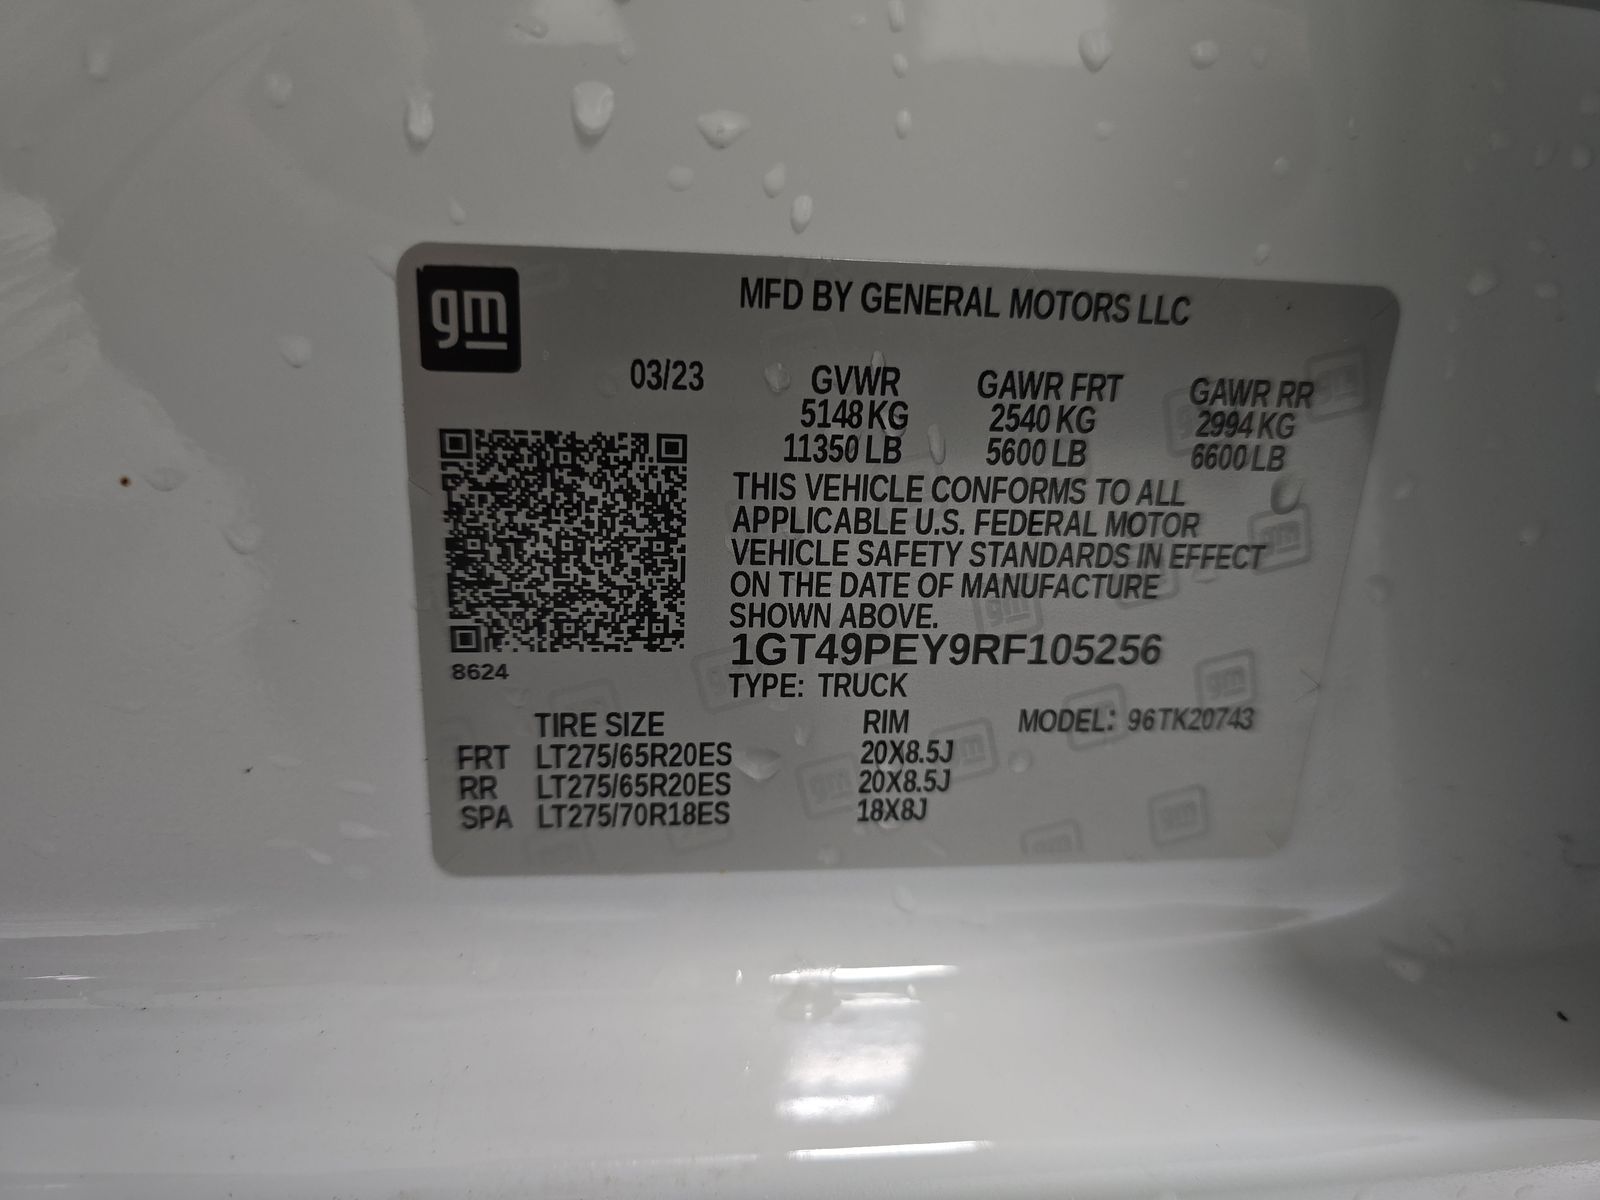 gm
MFD BY GENERAL MOTORS LLC
03/23 GVWR GAWR FRT GAWR RR
5148 KG 2540 KG 2994 KG
11350 LB 5600 LB 6600 LB
THIS VEHICLE CONFORMS TO ALL
APPLICABLE U.S. FEDERAL MOTOR
VEHICLE SAFETY STANDARDS IN EFFECT
ON THE DATE OF MANUFACTURE
SHOWN ABOVE.
1GT49PEY9RF105256
8624
TYPE: TRUCK
TIRE SIZE RIM MODEL: 96TK20743
FRT LT275/65R20ES 20X8.5J
RR LT275/65R20ES 20X8.5J
SPA LT275/70R18ES 18X8J